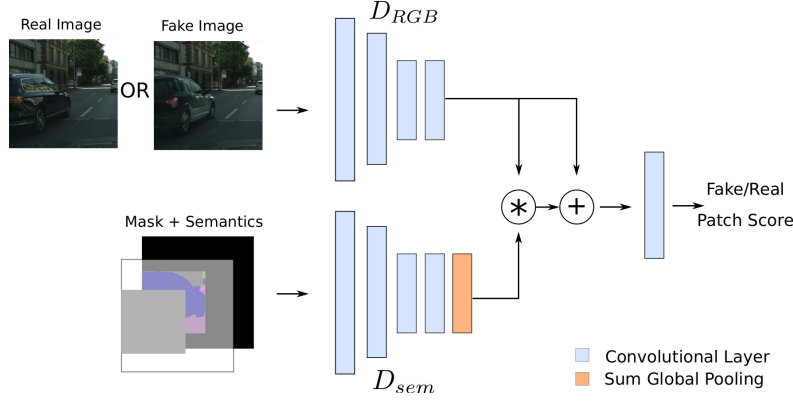 D_RGB
Real Image
Fake Image
OR
Mask + Semantics
*
+
Fake/Real
Patch Score
D_sem
Convolutional Layer
Sum Global Pooling